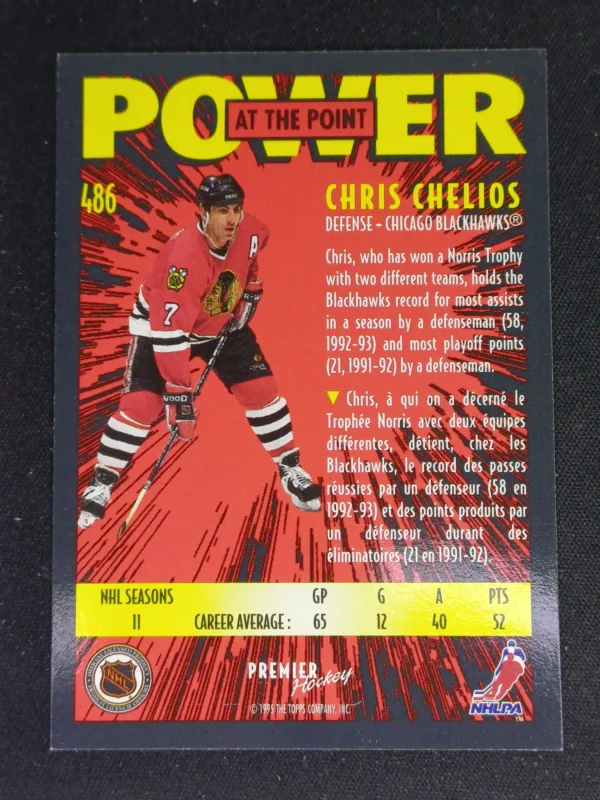 POWER
AT THE POINT
486
CHRIS CHELIOS
DEFENSE - CHICAGO BLACKHAWKS®
Chris, who has won a Norris Trophy
with two different teams, holds the
Blackhawks record for most assists
in a season by a defenseman (58,
1992-93) and most playoff points
(21, 1991-92) by a defenseman.
▼ Chris, à qui on a décerné le
Trophée Norris avec deux équipes
différentes, détient, chez les
Blackhawks, le record des passes
réussies par un défenseur (58 en
1992-93) et des points produits par
un défenseur durant des
éliminatoires (21 en 1991-92).
A
7
NHL SEASONS GP G A PTS
11 CAREER AVERAGE: 65 12 40 52
NHL
PREMIER
Hockey
© 1995 THE TOPPS COMPANY, INC.
NHLPA
TM